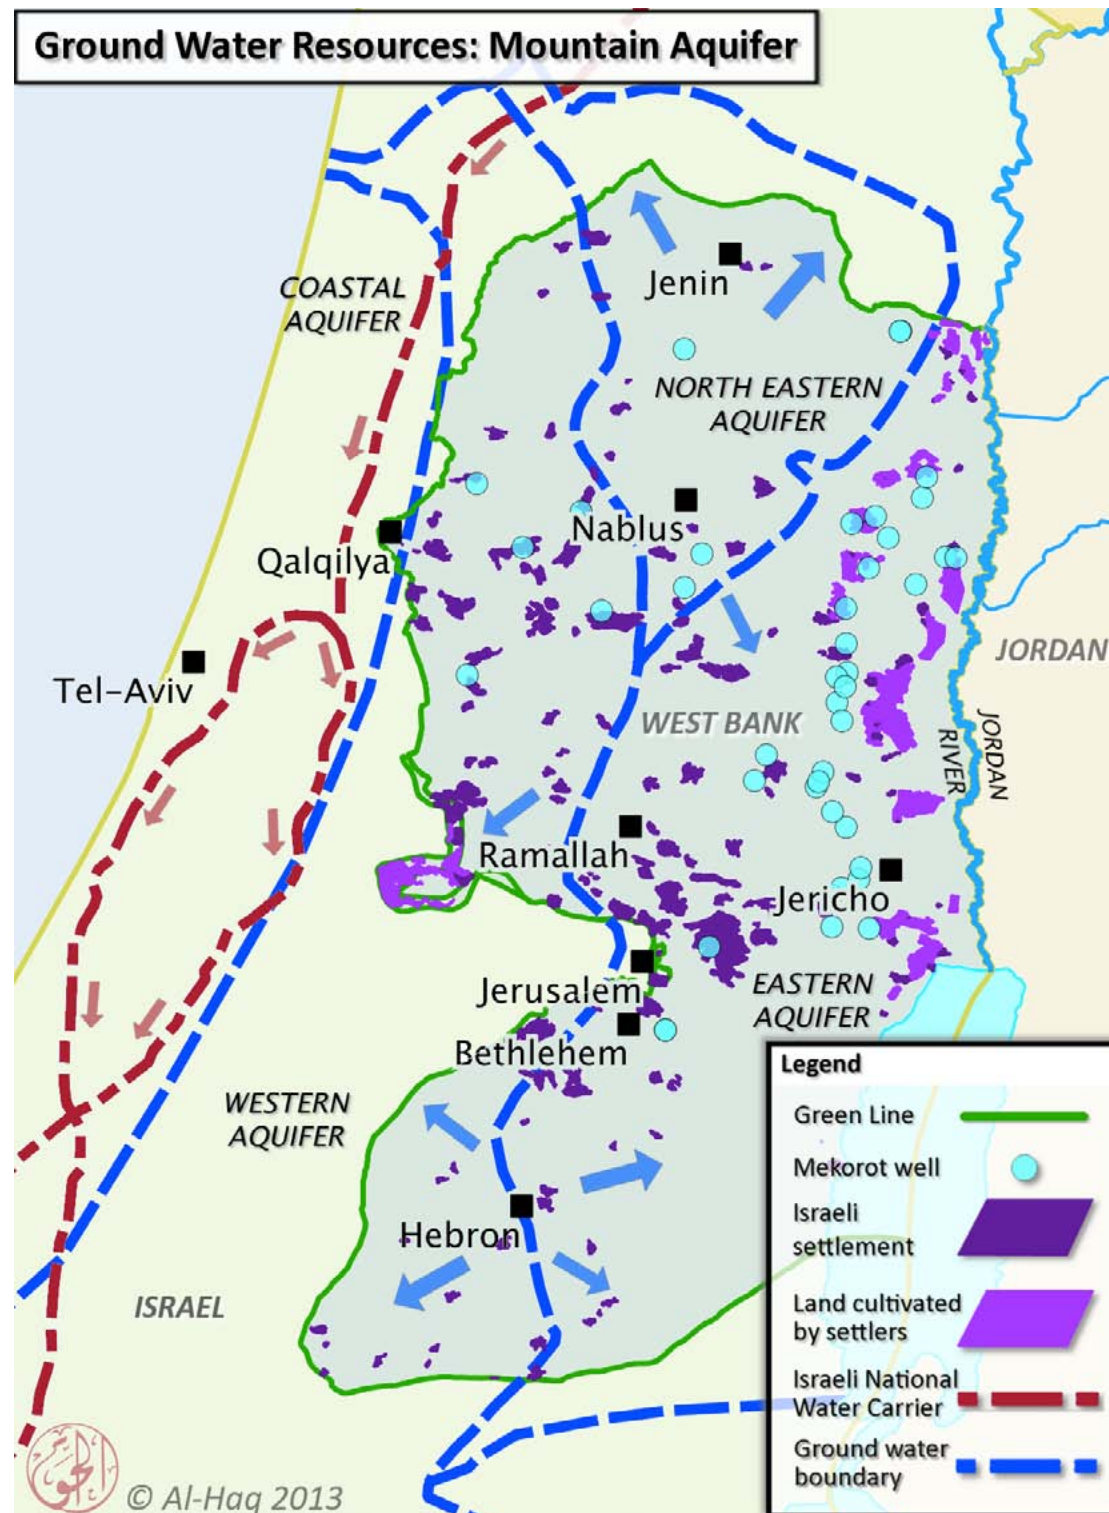 Ground Water Resources: Mountain Aquifer
COASTAL
AQUIFER
Jenin
NORTH EASTERN
AQUIFER
Nablus
Qalqilya
Tel-Aviv
JORDAN
WEST BANK
JORDAN
RIVER
Ramallah
Jericho
Jerusalem
EASTERN
AQUIFER
Bethlehem
WESTERN
AQUIFER
Hebron
ISRAEL
Legend
Green Line
Mekorot well
Israeli
settlement
Land cultivated
by settlers
Israeli National
Water Carrier
Ground water
boundary
الحق
© Al-Haq 2013